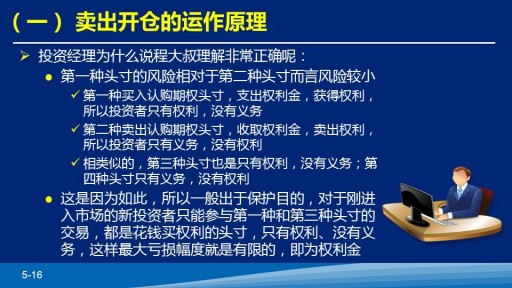 （一） 卖出开仓的运作原理
投资经理为什么说程大叔理解非常正确呢：
第一种头寸的风险相对于第二种头寸而言风险较小
第一种买入认购期权头寸，支出权利金，获得权利，
所以投资者只有权利，没有义务
第二种卖出认购期权头寸，收取权利金，卖出权利，
所以投资者只有义务，没有权利
相类似的，第三种头寸也是只有权利，没有义务；第
四种头寸只有义务，没有权利
这是因为如此，所以一般出于保护目的，对于刚进
入市场的新投资者只能参与第一种和第三种头寸的
交易，都是花钱买权利的头寸，只有权利、没有义
务，这样最大亏损幅度就是有限的，即为权利金
5-16